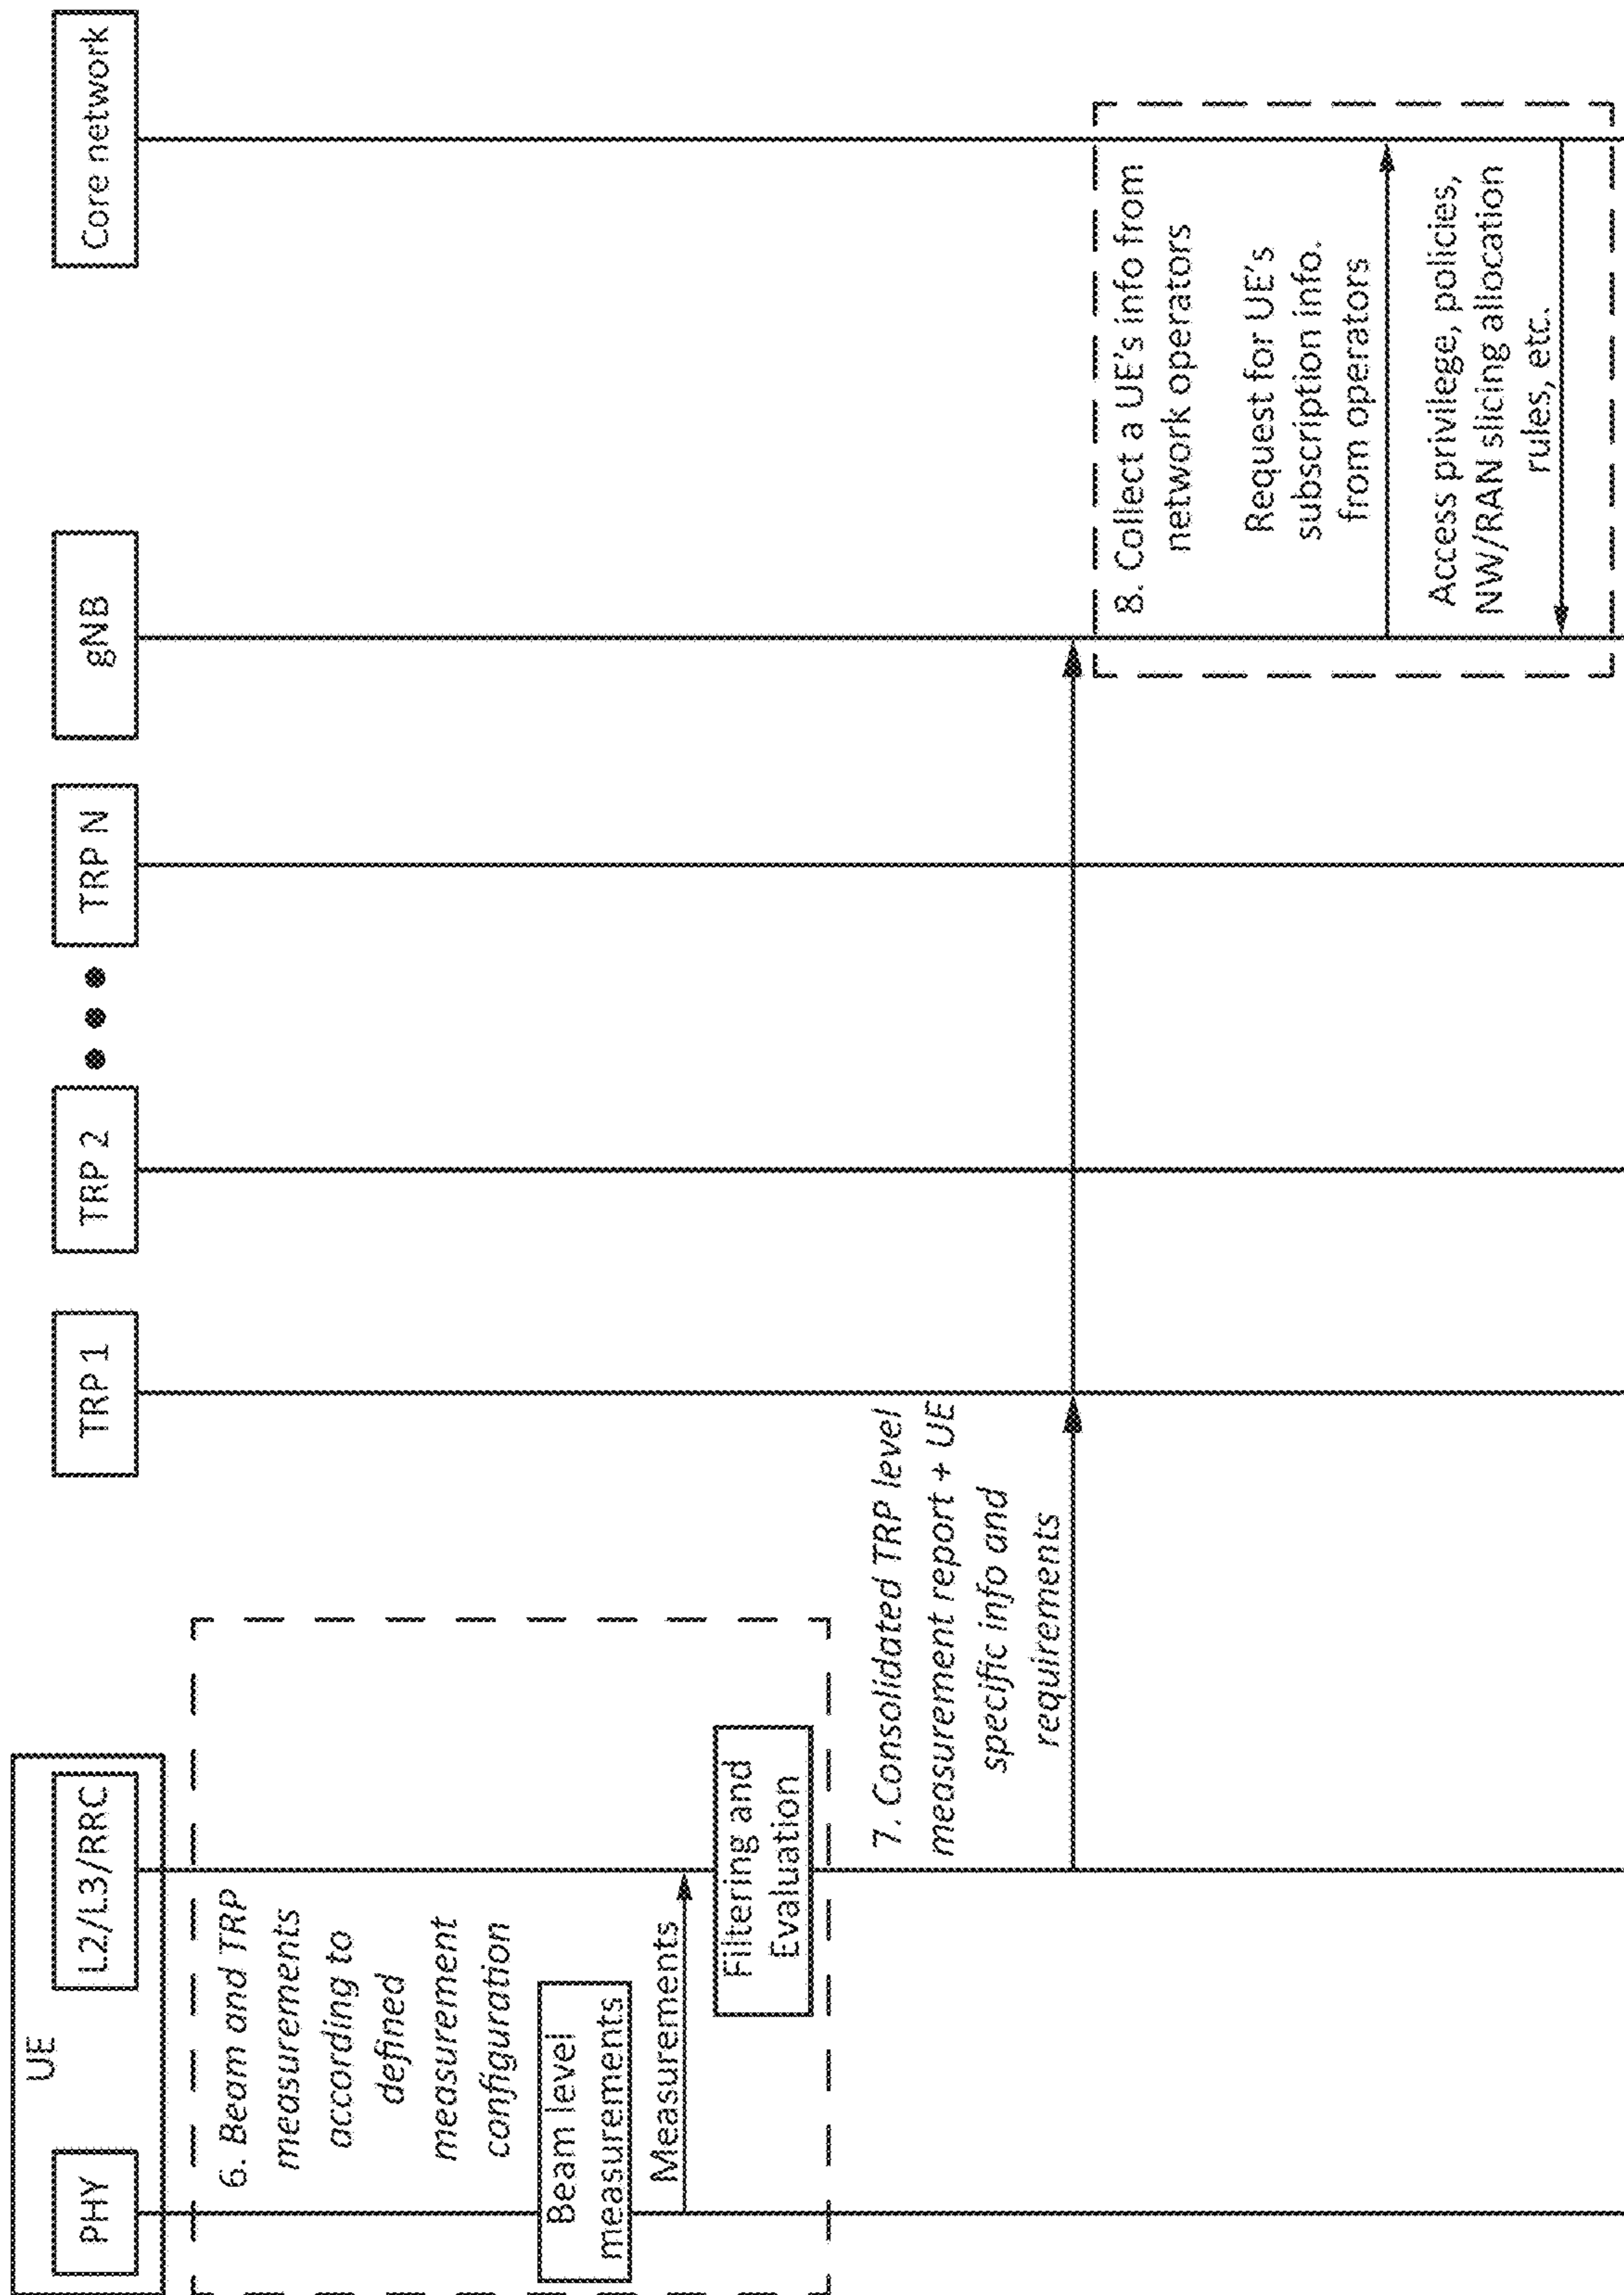 UE
PHY
L2/L3/RRC
TRP 1
TRP 2
TRP N
gNB
Core network
6. Beam and TRP
measurements
according to
defined
measurement
configuration
Beam level
measurements
Measurements
Filtering and
Evaluation
7. Consolidated TRP level
measurement report + UE
specific info and
requirements
8. Collect a UE's info from
network operators
Request for UE's
subscription info.
from operators
Access privilege, policies,
NW/RAN slicing allocation
rules, etc.